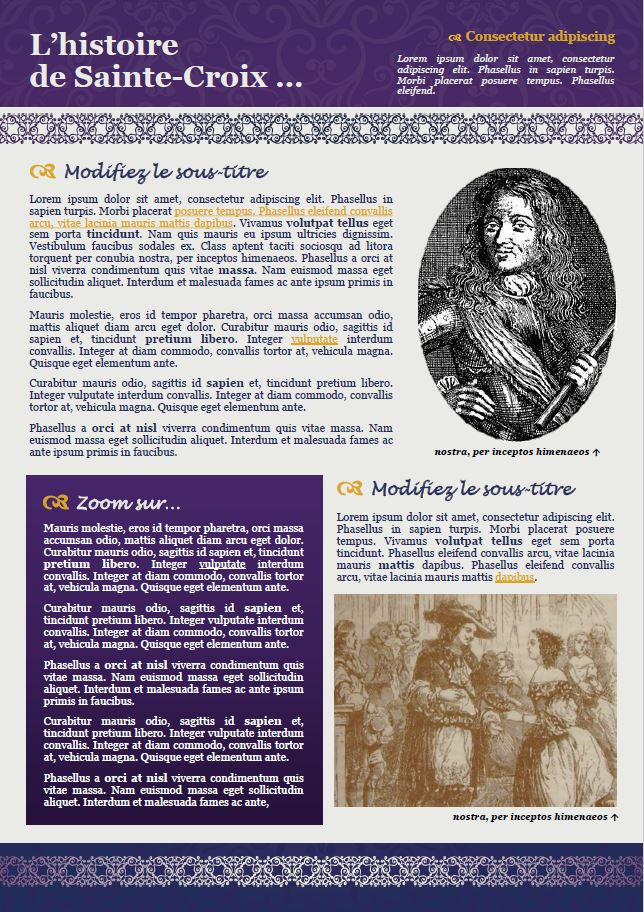 L'histoire
de Sainte-Croix ...
Consectetur adipiscing
Lorem ipsum dolor sit amet, consectetur
adipiscing elit. Phasellus in sapien turpis.
Morbi placerat posuere tempus. Phasellus
eleifend.
Modifiez le sous-titre
Lorem ipsum dolor sit amet, consectetur adipiscing elit. Phasellus in
sapien turpis. Morbi placerat posuere tempus. Phasellus eleifend convallis
arcu, vitae lacinia mauris mattis dapibus. Vivamus volutpat tellus eget
sem porta tincidunt. Nam quis mauris eu ipsum ultricies dignissim.
Vestibulum faucibus sodales ex. Class aptent taciti sociosqu ad litora
torquent per conubia nostra, per inceptos himenaeos. Phasellus a orci at
nisl viverra condimentum quis vitae massa. Nam euismod massa eget
sollicitudin aliquet. Interdum et malesuada fames ac ante ipsum primis in
faucibus.
Mauris molestie, eros id tempor pharetra, orci massa accumsan odio,
mattis aliquet diam arcu eget dolor. Curabitur mauris odio, sagittis id
sapien et, tincidunt pretium libero. Integer vulputate interdum
convallis. Integer at diam commodo, convallis tortor at, vehicula magna.
Quisque eget elementum ante.
Curabitur mauris odio, sagittis id sapien et, tincidunt pretium libero.
Integer vulputate interdum convallis. Integer at diam commodo, convallis
tortor at, vehicula magna. Quisque eget elementum ante.
Phasellus a orci at nisl viverra condimentum quis vitae massa. Nam
euismod massa eget sollicitudin aliquet. Interdum et malesuada fames ac
ante ipsum primis in faucibus.
nostra, per inceptos himenaeos ↑
Zoom sur...
Mauris molestie, eros id tempor pharetra, orci massa
accumsan odio, mattis aliquet diam arcu eget dolor.
Curabitur mauris odio, sagittis id sapien et, tincidunt
pretium libero. Integer vulputate interdum
convallis. Integer at diam commodo, convallis tortor
at, vehicula magna. Quisque eget elementum ante.
Curabitur mauris odio, sagittis id sapien et,
tincidunt pretium libero. Integer vulputate interdum
convallis. Integer at diam commodo, convallis tortor
at, vehicula magna. Quisque eget elementum ante.
Phasellus a orci at nisl viverra condimentum quis
vitae massa. Nam euismod massa eget sollicitudin
aliquet. Interdum et malesuada fames ac ante ipsum
primis in faucibus.
Curabitur mauris odio, sagittis id sapien et,
tincidunt pretium libero. Integer vulputate interdum
convallis. Integer at diam commodo, convallis tortor
at, vehicula magna. Quisque eget elementum ante.
Phasellus a orci at nisl viverra condimentum quis
vitae massa. Nam euismod massa eget sollicitudin
aliquet. Interdum et malesuada fames ac ante,
Modifiez le sous-titre
Lorem ipsum dolor sit amet, consectetur adipiscing elit.
Phasellus in sapien turpis. Morbi placerat posuere
tempus. Vivamus volutpat tellus eget sem porta
tincidunt. Phasellus eleifend convallis arcu, vitae lacinia
mauris mattis dapibus. Phasellus eleifend convallis
arcu, vitae lacinia mauris mattis dapibus.
nostra, per inceptos himenaeos ↑